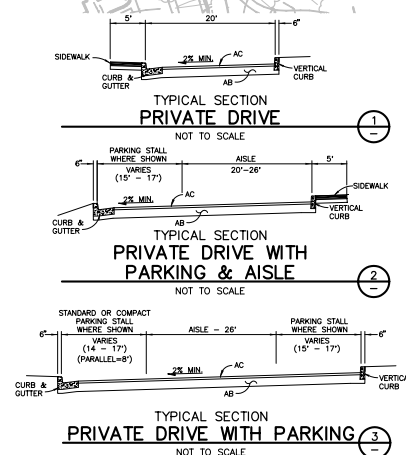 5' 20' 6"
SIDEWALK
2% MIN. AC
CURB &
GUTTER
AB
VERTICAL
CURB
TYPICAL SECTION
PRIVATE DRIVE
1
–
NOT TO SCALE
PARKING STALL
WHERE SHOWN
6" AISLE 5'
VARIES
(15' – 17')
20'–26'
SIDEWALK
2% MIN. AC
VERTICAL
CURB
CURB &
GUTTER
AB
TYPICAL SECTION
PRIVATE DRIVE WITH
PARKING & AISLE
2
–
NOT TO SCALE
STANDARD OR COMPACT
PARKING STALL
WHERE SHOWN
PARKING STALL
WHERE SHOWN
6" AISLE – 26' 6"
VARIES
(14 – 17')
(PARALLEL=8')
VARIES
(15' – 17')
2% MIN. AC
CURB &
GUTTER
AB
VERTICA
CURB
TYPICAL SECTION
PRIVATE DRIVE WITH PARKING
3
–
NOT TO SCALE